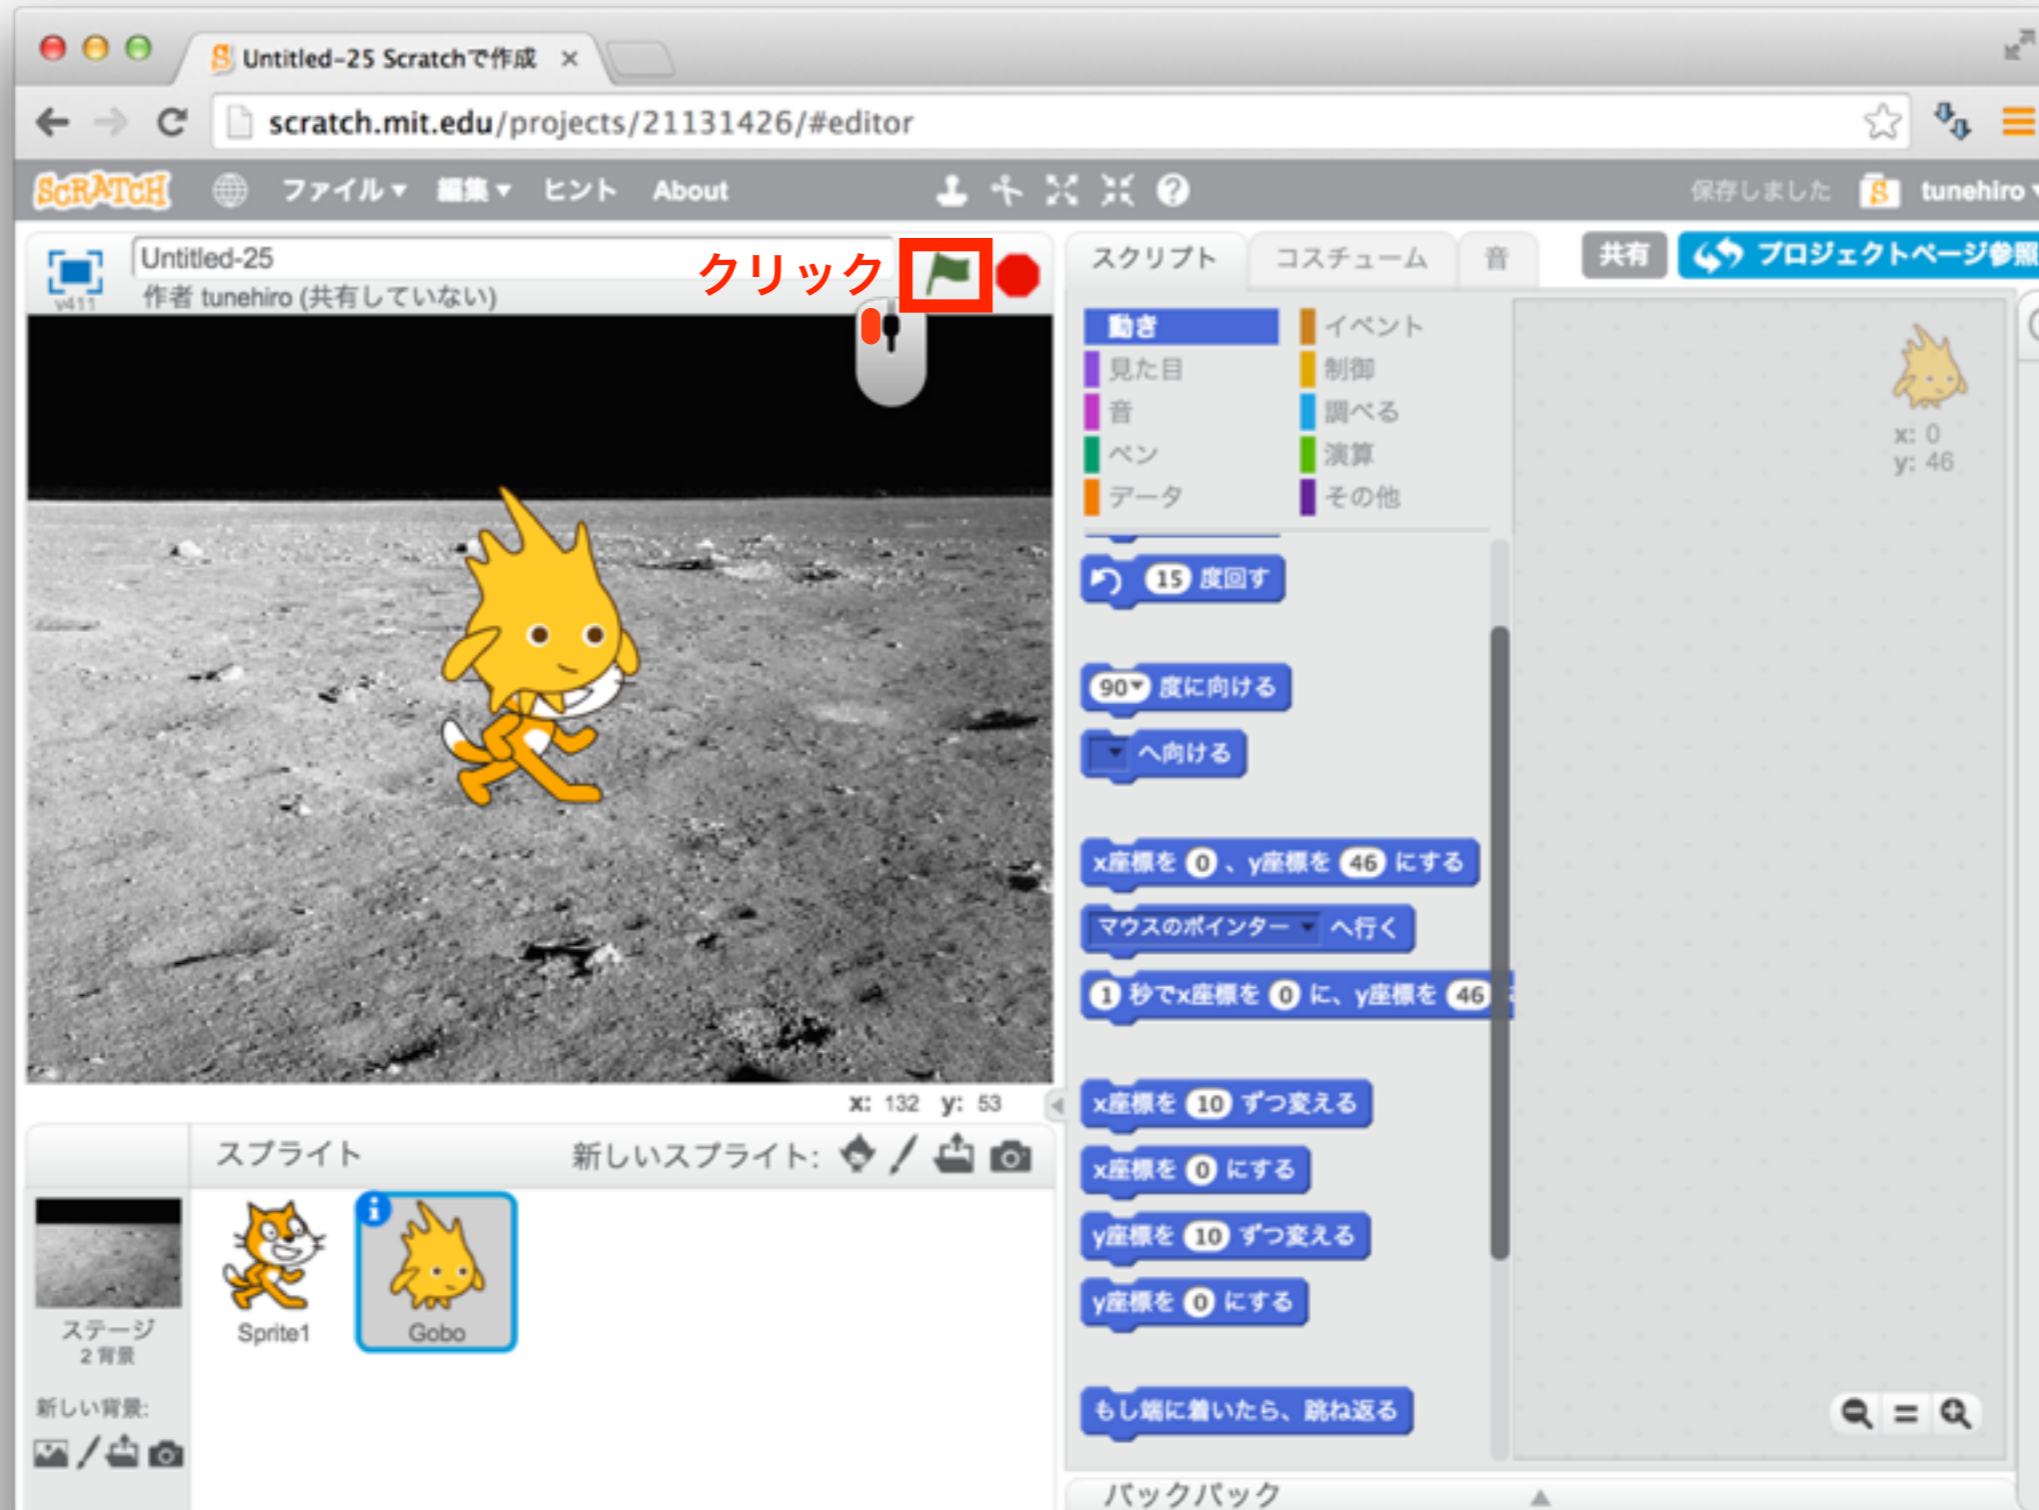 Untitled-25 Scratchで作成
scratch.mit.edu/projects/21131426/#editor
SCRATCH ファイル 編集 ヒント About 保存しました tunehiro
Untitled-25
作者 tunehiro (共有していない)
v411
クリック
スクリプト コスチューム 音 共有 プロジェクトページ参照
動き イベント
見た目 制御
音 調べる
ペン 演算
データ その他
x: 0
y: 46
15 度回す
90 度に向ける
へ向ける
x座標を 0 、y座標を 46 にする
マウスのポインター へ行く
1 秒でx座標を 0 に、y座標を 46
x座標を 10 ずつ変える
x座標を 0 にする
y座標を 10 ずつ変える
y座標を 0 にする
もし端に着いたら、跳ね返る
x: 132 y: 53
スプライト 新しいスプライト:
ステージ
2 背景
Sprite1
Gobo
新しい背景:
バックパック